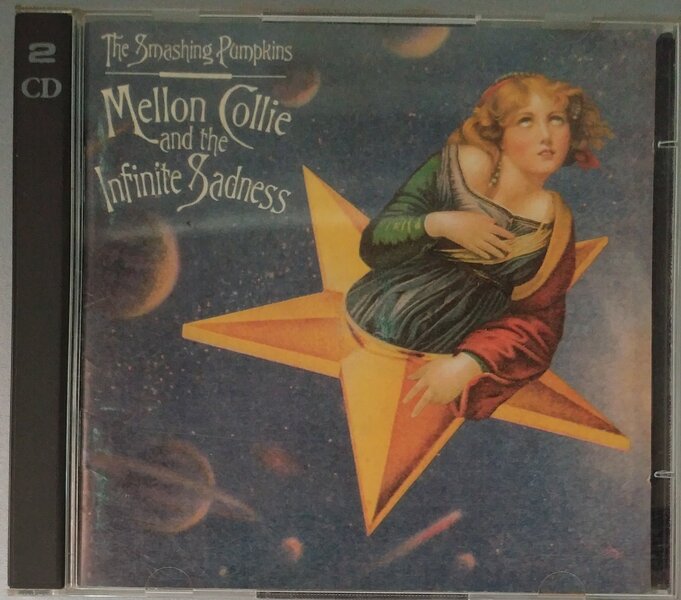 2
CD
The Smashing Pumpkins
Mellon Collie
and the
Infinite Sadness